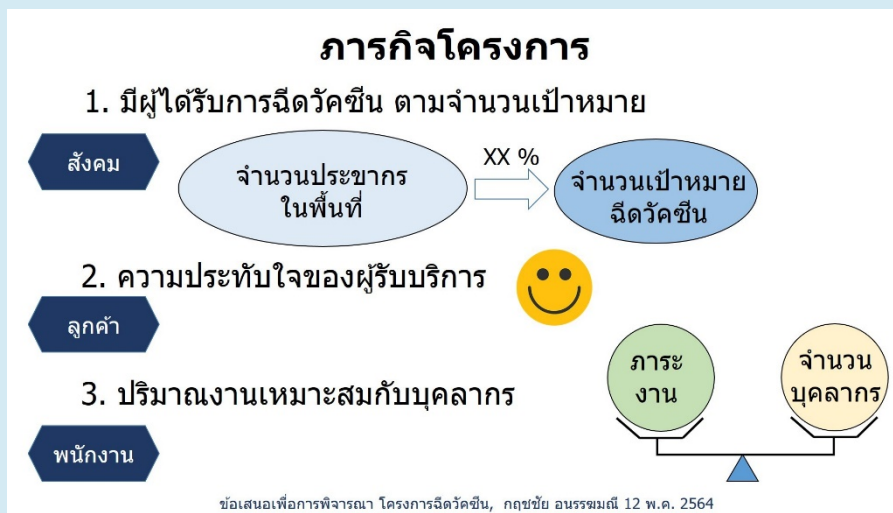 ภารกิจโครงการ
1. มีผู้ได้รับการฉีดวัคซีน ตามจำนวนเป้าหมาย
สังคม
จำนวนประขากร
ในพื้นที่
XX %
จำนวนเป้าหมาย
ฉีดวัคซีน
2. ความประทับใจของผู้รับบริการ
ลูกค้า
3. ปริมาณงานเหมาะสมกับบุคลากร
พนักงาน
ภาระ
งาน
จำนวน
บุคลากร
ข้อเสนอเพื่อการพิจารณา โครงการฉีดวัคซีน, กฤชชัย อนรรฆมณี 12 พ.ค. 2564